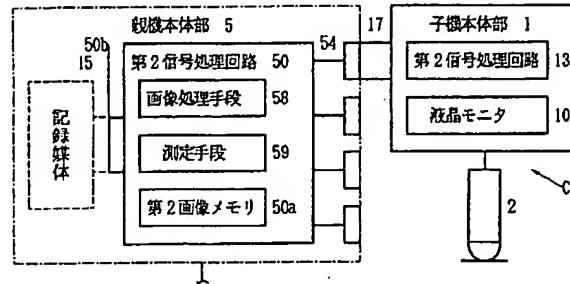 親機本体部 5
50b
15
記録媒体
第2信号処理回路 50
画像処理手段 58
測定手段 59
第2画像メモリ 50a
54
17
子機本体部 1
第2信号処理回路 13
液晶モニタ 10
2
C